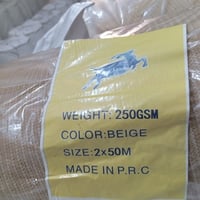 WEIGHT: 250GSM
COLOR: BEIGE
SIZE: 2x50M
MADE IN P.R.C